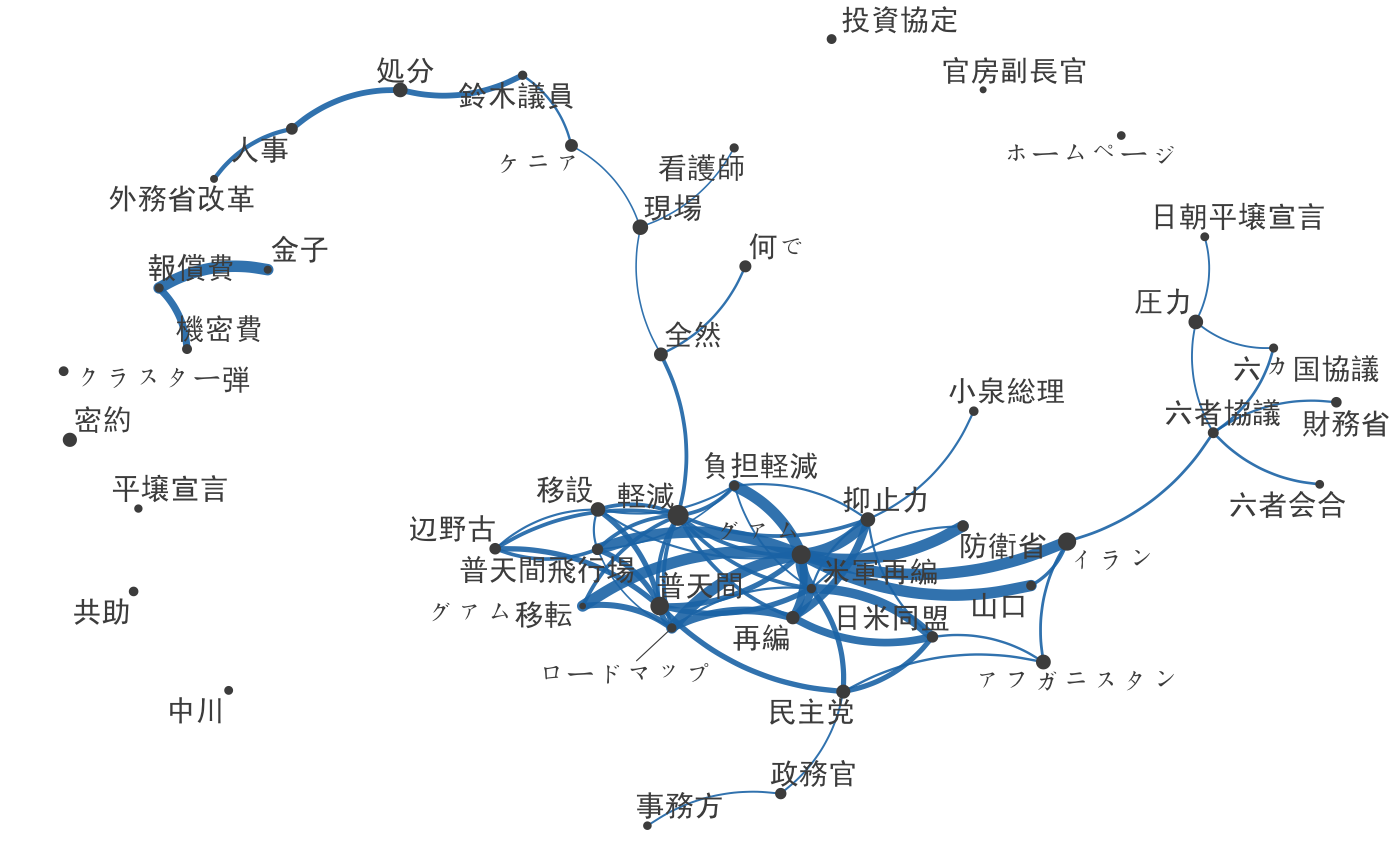 投資協定
官房副長官
処分
鈴木議員
人事
ケニア
看護師
ホームページ
外務省改革
現場
日朝平壌宣言
金子
何で
報償費
圧力
機密費
全然
クラスター弾
六カ国協議
小泉総理
密約
六者協議
財務省
負担軽減
平壌宣言
移設
軽減
抑止力
六者会合
辺野古
グアム
防衛省
イラン
普天間飛行場
米軍再編
普天間
グアム移転
山口
共助
日米同盟
再編
ロードマップ
アフガニスタン
中川
民主党
政務官
事務方